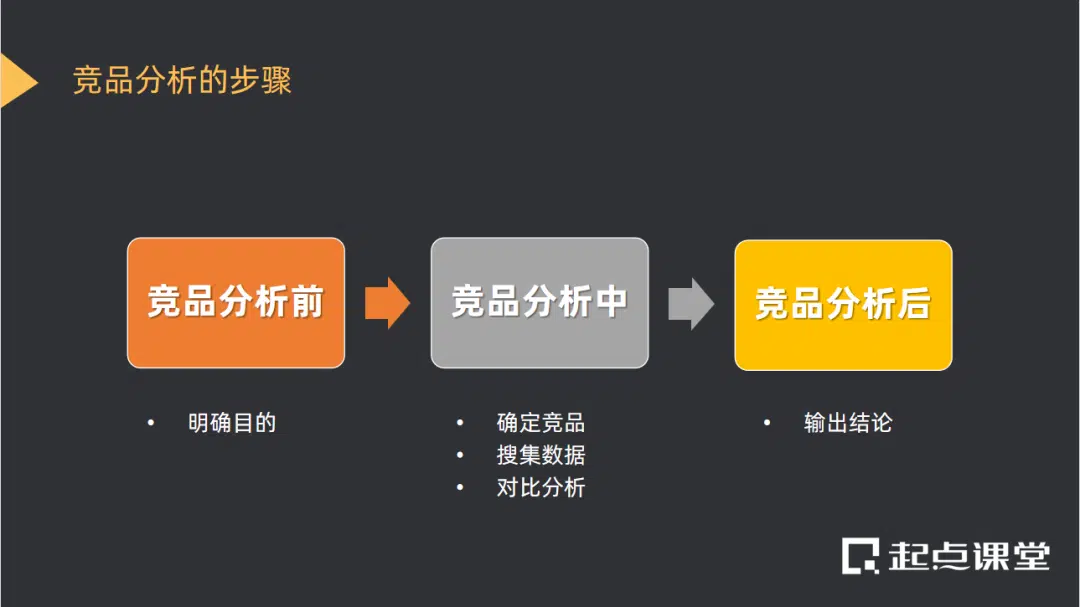 竞品分析的步骤
竞品分析前
竞品分析中
竞品分析后
• 明确目的
• 确定竞品
• 搜集数据
• 对比分析
• 输出结论
起点课堂